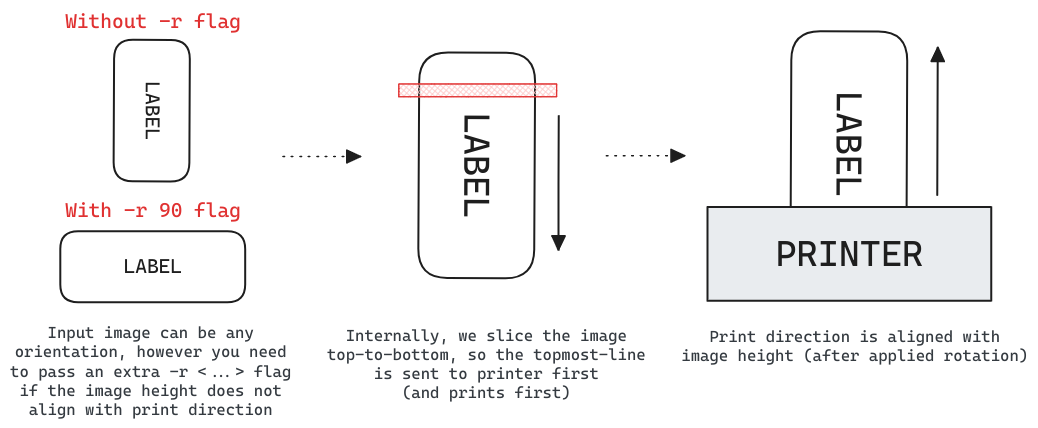 Without -r flag
LABEL
With -r 90 flag
LABEL
Input image can be any
orientation, however you need
to pass an extra -r <...> flag
if the image height does not
align with print direction
LABEL
Internally, we slice the image
top-to-bottom, so the topmost-line
is sent to printer first
(and prints first)
LABEL
PRINTER
Print direction is aligned with
image height (after applied rotation)